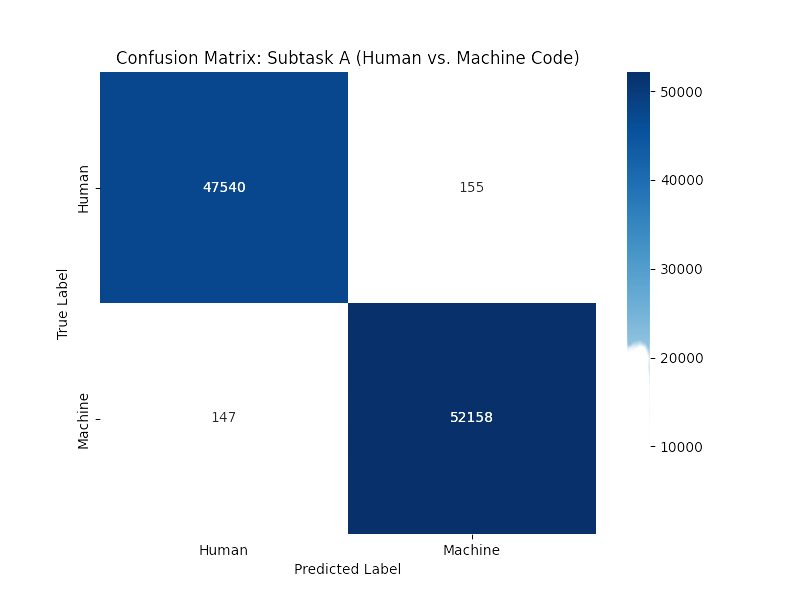 Confusion Matrix: Subtask A (Human vs. Machine Code)
True Label
Human
Machine
47540
155
147
52158
Human
Machine
Predicted Label
50000
40000
30000
20000
10000